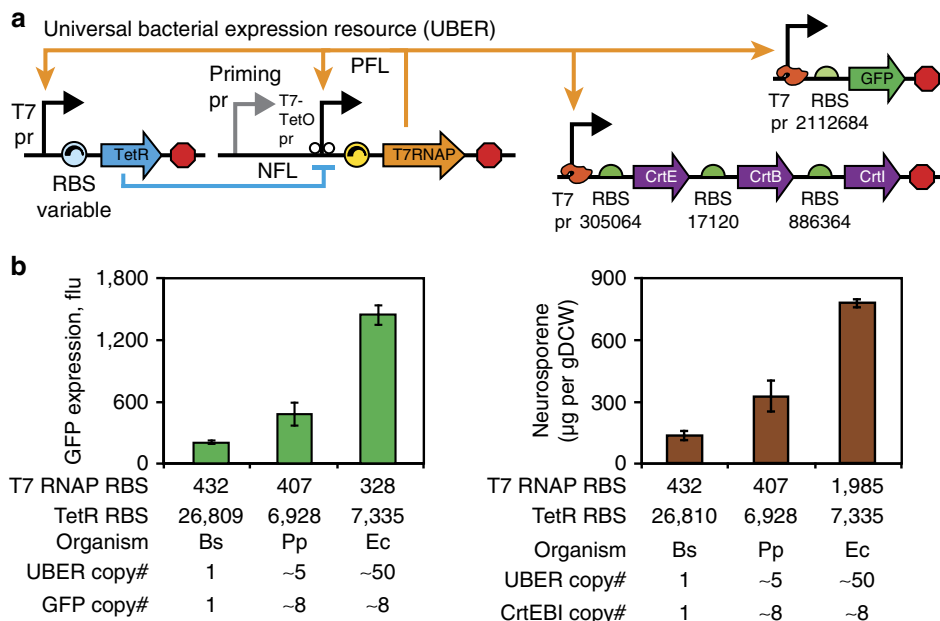 a
Universal bacterial expression resource (UBER)
T7
pr
TetR
RBS
variable
Priming
pr
T7-
TetO
pr
PFL
NFL
T7RNAP
T7
pr
RBS
2112684
GFP
T7
pr
RBS
305064
CrtE
RBS
17120
CrtB
RBS
886364
CrtI
b
GFP expression, flu
1,800
1,200
600
0
T7 RNAP RBS 432 407 328
TetR RBS 26,809 6,928 7,335
Organism Bs Pp Ec
UBER copy# 1 ~5 ~50
GFP copy# 1 ~8 ~8
Neurosporene
(µg per gDCW)
900
600
300
0
T7 RNAP RBS 432 407 1,985
TetR RBS 26,810 6,928 7,335
Organism Bs Pp Ec
UBER copy# 1 ~5 ~50
CrtEBI copy# 1 ~8 ~8